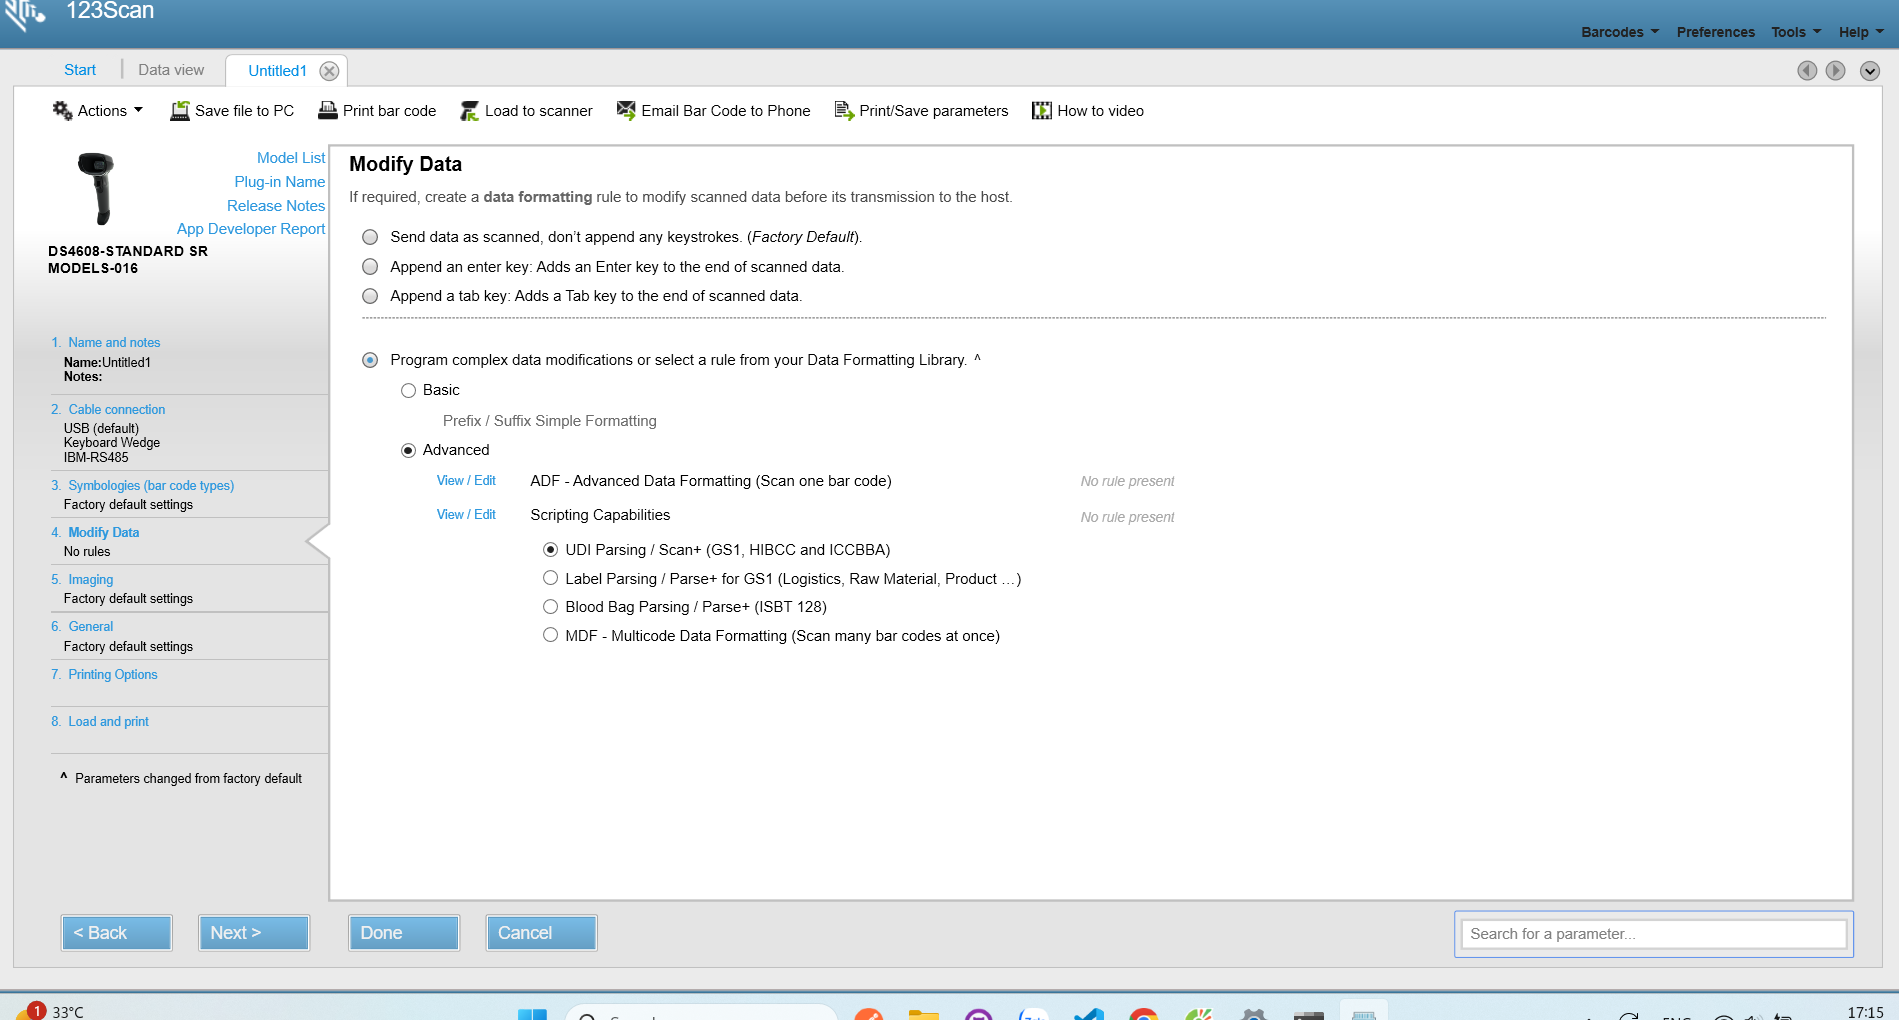 123Scan
Barcodes Preferences Tools Help
Start Data view Untitled1
Actions Save file to PC Print bar code Load to scanner Email Bar Code to Phone Print/Save parameters How to video
Model List
Plug-in Name
Release Notes
App Developer Report
DS4608-STANDARD SR
MODELS-016
1. Name and notes
Name:Untitled1
Notes:
2. Cable connection
USB (default)
Keyboard Wedge
IBM-RS485
3. Symbologies (bar code types)
Factory default settings
4. Modify Data
No rules
5. Imaging
Factory default settings
6. General
Factory default settings
7. Printing Options
8. Load and print
^ Parameters changed from factory default
Modify Data
If required, create a data formatting rule to modify scanned data before its transmission to the host.
Send data as scanned, don't append any keystrokes. (Factory Default).
Append an enter key: Adds an Enter key to the end of scanned data.
Append a tab key: Adds a Tab key to the end of scanned data.
Program complex data modifications or select a rule from your Data Formatting Library. ^
Basic
Prefix / Suffix Simple Formatting
Advanced
View / Edit ADF - Advanced Data Formatting (Scan one bar code) No rule present
View / Edit Scripting Capabilities No rule present
UDI Parsing / Scan+ (GS1, HIBCC and ICCBBA)
Label Parsing / Parse+ for GS1 (Logistics, Raw Material, Product ...)
Blood Bag Parsing / Parse+ (ISBT 128)
MDF - Multicode Data Formatting (Scan many bar codes at once)
< Back Next > Done Cancel
Search for a parameter...
1 33°C
17:15